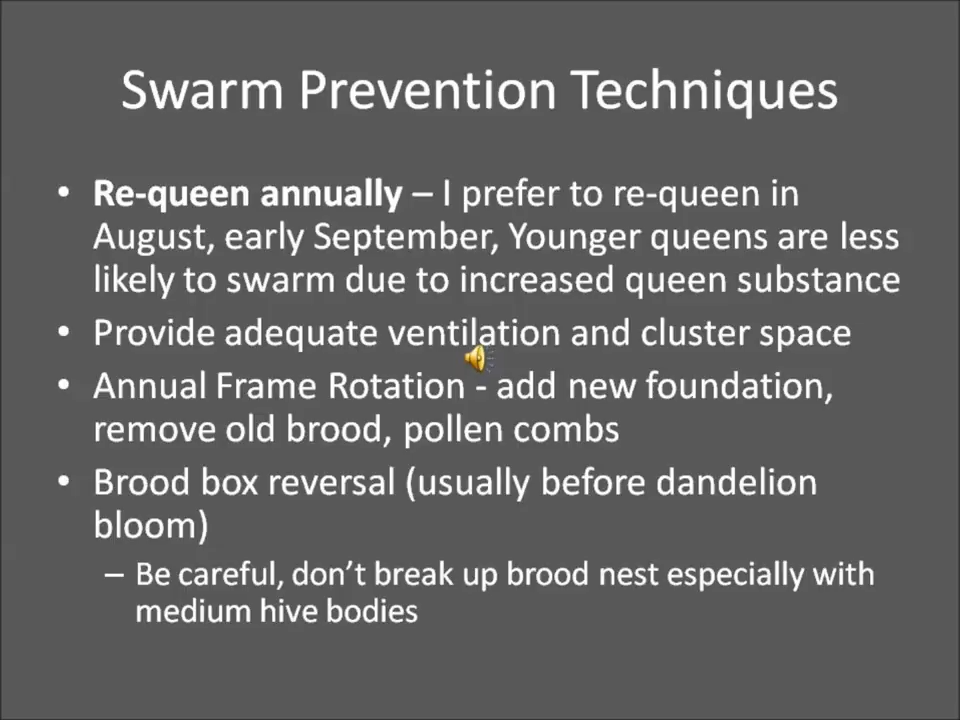 Swarm Prevention Techniques
• Re-queen annually – I prefer to re-queen in
August, early September, Younger queens are less
likely to swarm due to increased queen substance
• Provide adequate ventilation and cluster space
• Annual Frame Rotation - add new foundation,
remove old brood, pollen combs
• Brood box reversal (usually before dandelion
bloom)
– Be careful, don’t break up brood nest especially with
medium hive bodies